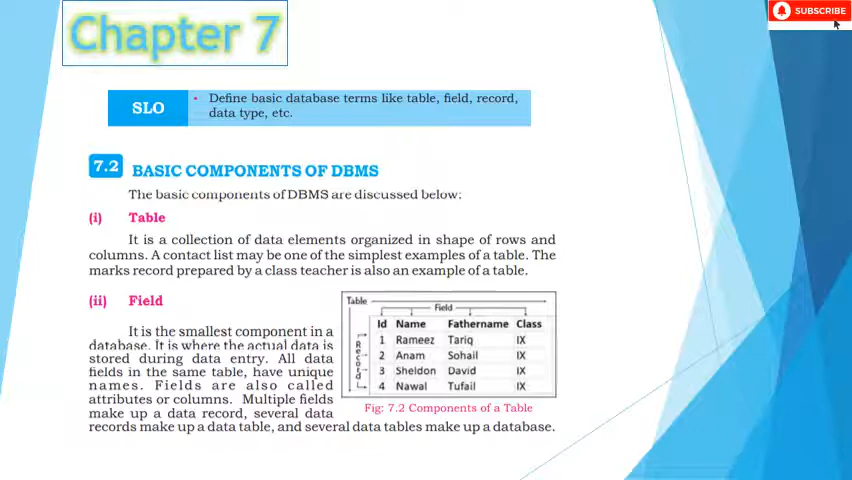 Chapter 7
SUBSCRIBE
SLO
• Define basic database terms like table, field, record,
data type, etc.
7.2 BASIC COMPONENTS OF DBMS
The basic components of DBMS are discussed below:
(i) Table
It is a collection of data elements organized in shape of rows and
columns. A contact list may be one of the simplest examples of a table. The
marks record prepared by a class teacher is also an example of a table.
(ii) Field
It is the smallest component in a
database. It is where the actual data is
stored during data entry. All data
fields in the same table, have unique
names. Fields are also called
attributes or columns. Multiple fields
make up a data record, several data
records make up a data table, and several data tables make up a database.
Table
Field
Record
Id Name Fathername Class
1 Rameez Tariq IX
2 Anam Sohail IX
3 Sheldon David IX
4 Nawal Tufail IX
Fig: 7.2 Components of a Table